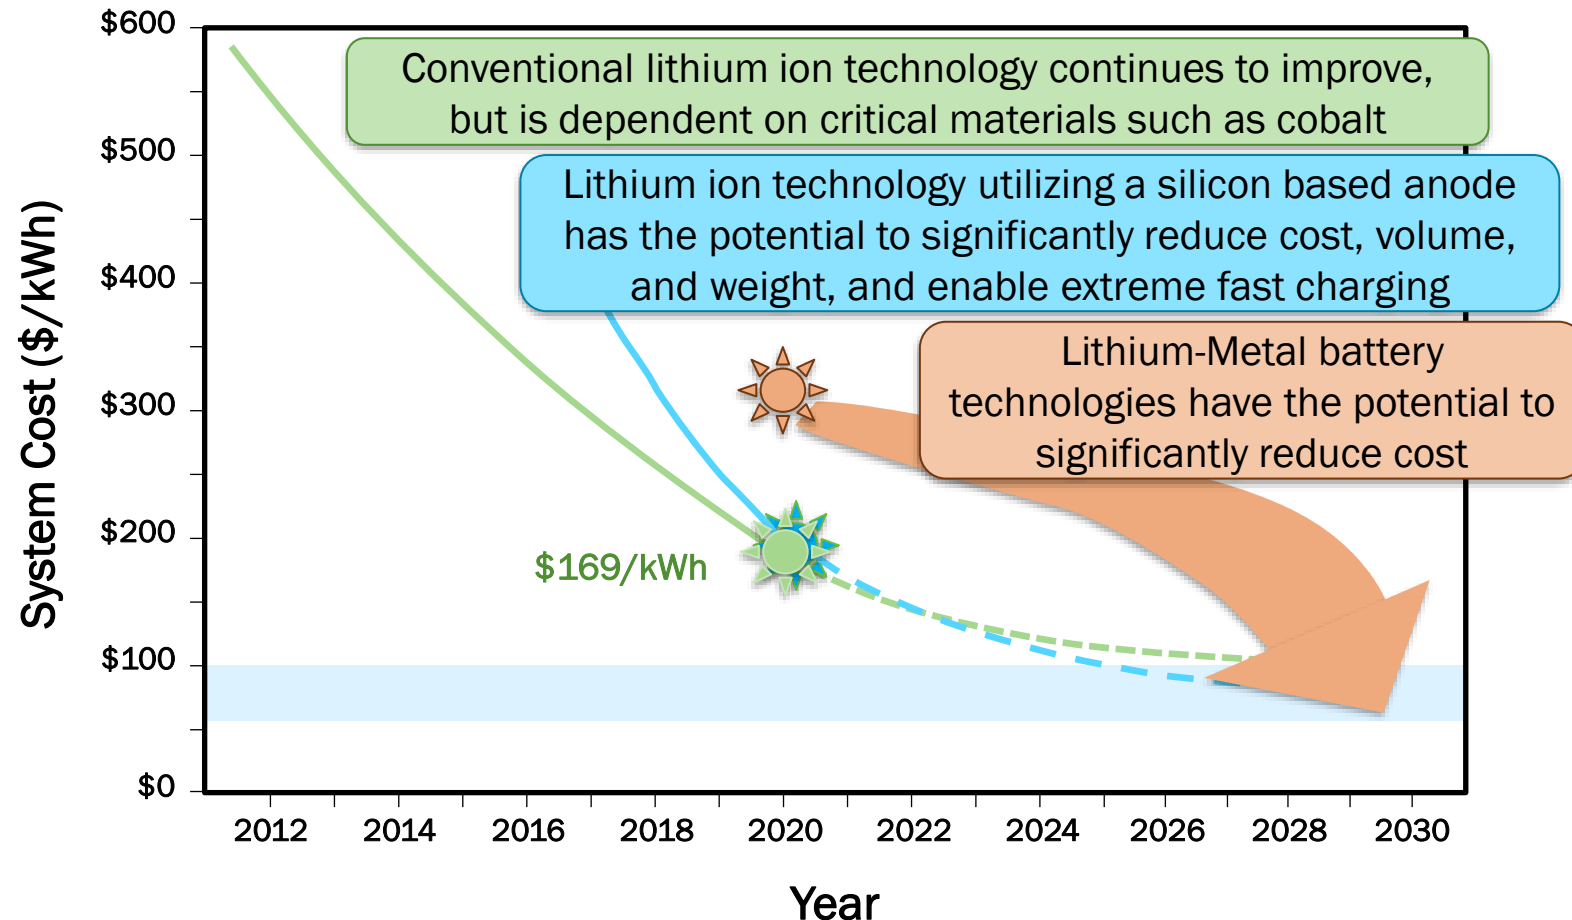 $600
$500
$400
$300
$200
$100
$0
System Cost ($/kWh)
Conventional lithium ion technology continues to improve,
but is dependent on critical materials such as cobalt
Lithium ion technology utilizing a silicon based anode
has the potential to significantly reduce cost, volume,
and weight, and enable extreme fast charging
Lithium-Metal battery
technologies have the potential to
significantly reduce cost
$169/kWh
2012 2014 2016 2018 2020 2022 2024 2026 2028 2030
Year